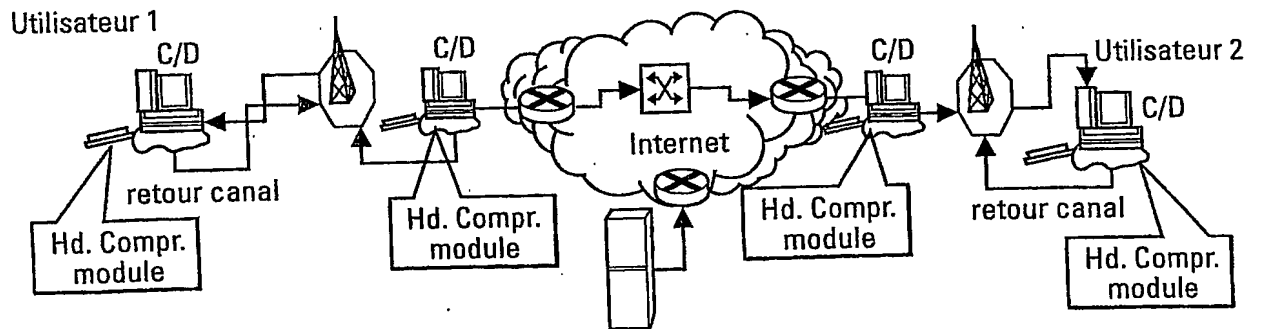 Utilisateur 1
C/D
C/D
C/D
Utilisateur 2
C/D
Internet
retour canal
retour canal
Hd. Compr.
module
Hd. Compr.
module
Hd. Compr.
module
Hd. Compr.
module